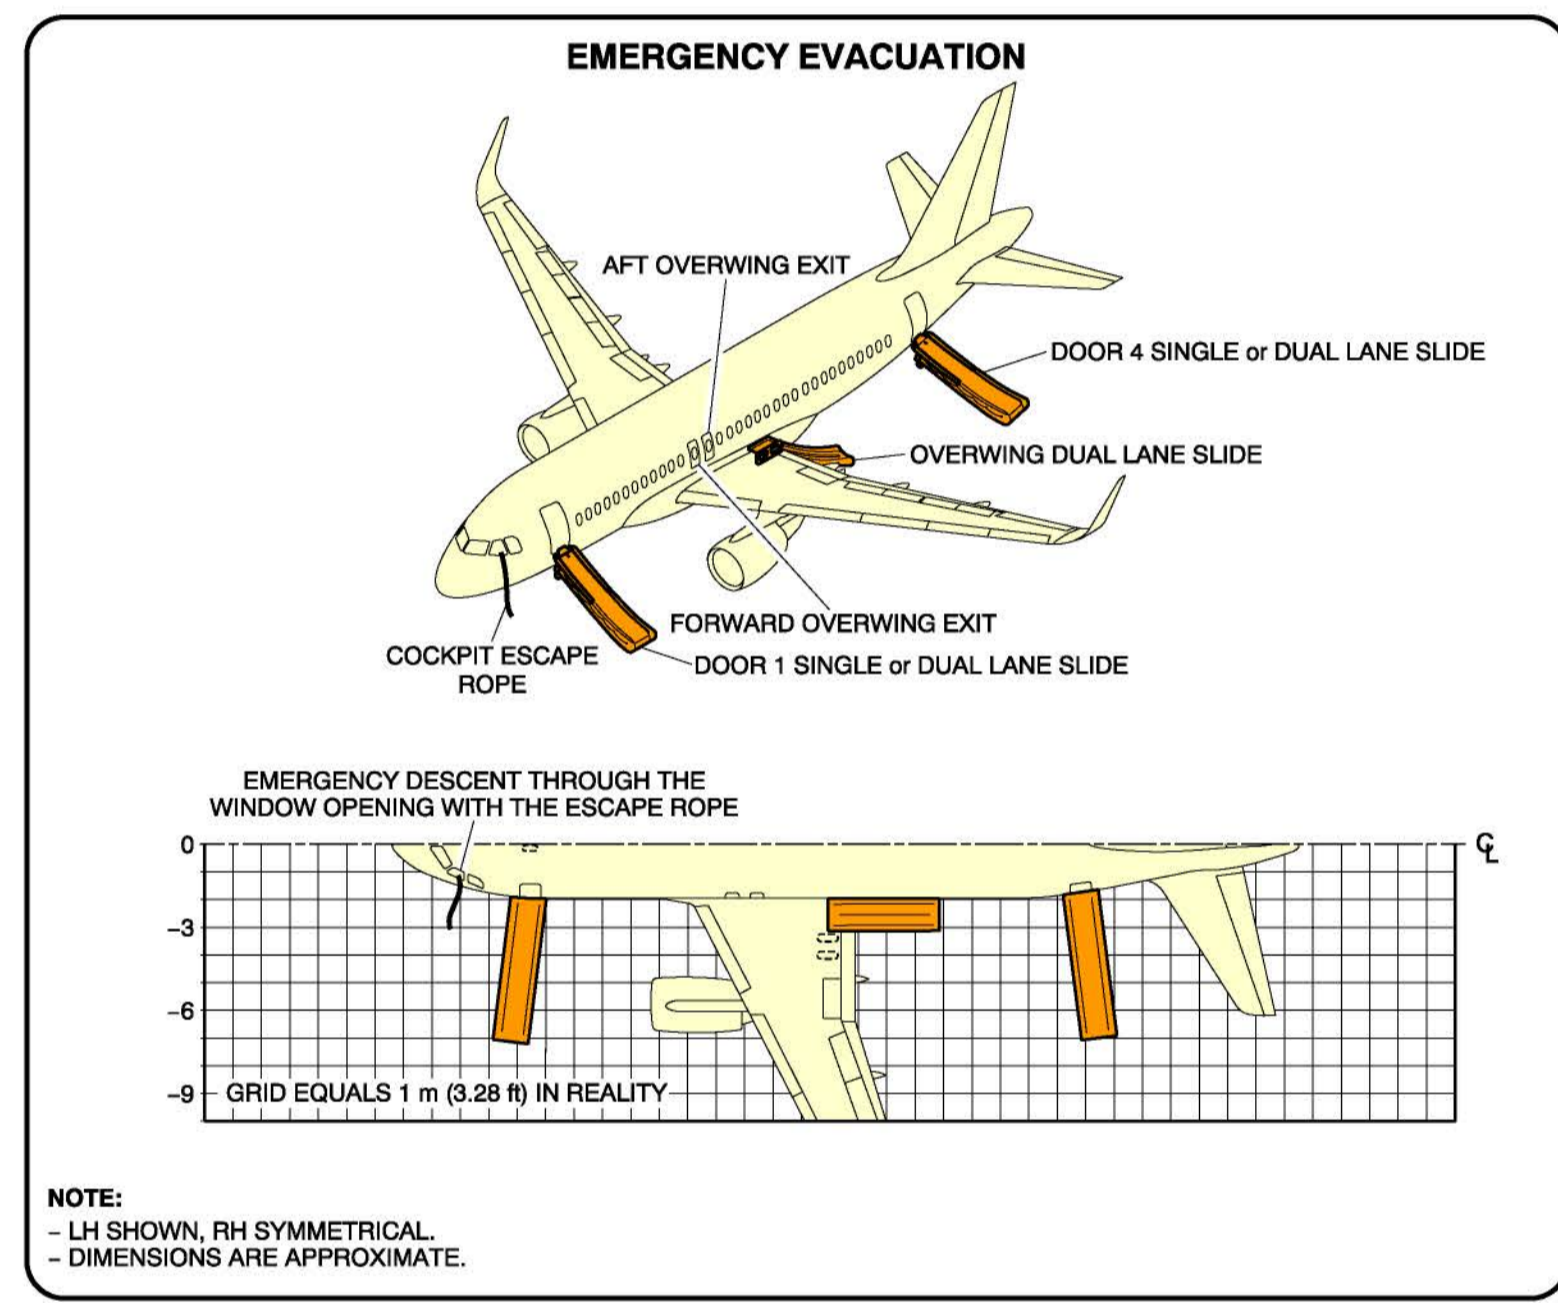 EMERGENCY EVACUATION
AFT OVERWING EXIT
DOOR 4 SINGLE or DUAL LANE SLIDE
OVERWING DUAL LANE SLIDE
FORWARD OVERWING EXIT
COCKPIT ESCAPE
ROPE
DOOR 1 SINGLE or DUAL LANE SLIDE
EMERGENCY DESCENT THROUGH THE
WINDOW OPENING WITH THE ESCAPE ROPE
0
℄
–3
–6
–9
GRID EQUALS 1 m (3.28 ft) IN REALITY
NOTE:
– LH SHOWN, RH SYMMETRICAL.
– DIMENSIONS ARE APPROXIMATE.